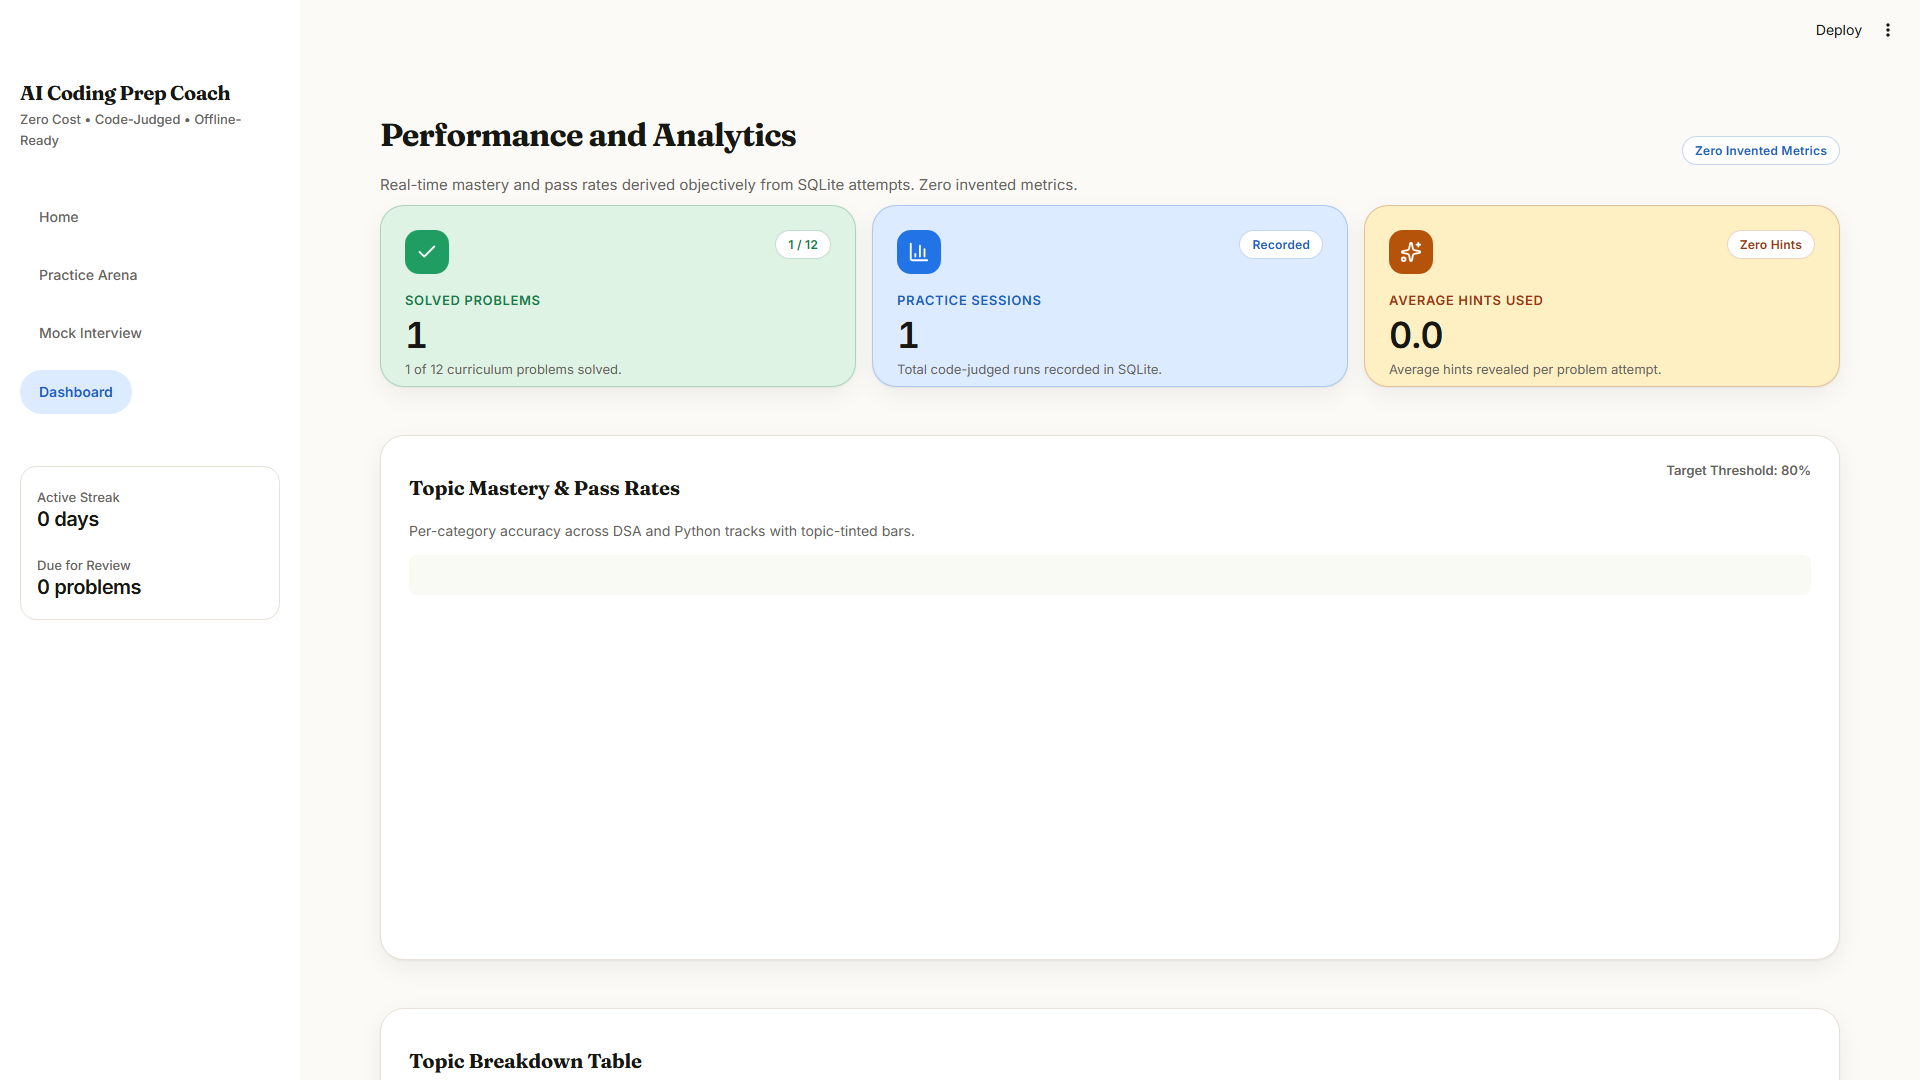 Deploy
AI Coding Prep Coach
Zero Cost • Code-Judged • Offline-
Ready
Home
Practice Arena
Mock Interview
Dashboard
Active Streak
0 days
Due for Review
0 problems
Performance and Analytics
Zero Invented Metrics
Real-time mastery and pass rates derived objectively from SQLite attempts. Zero invented metrics.
1 / 12
SOLVED PROBLEMS
1
1 of 12 curriculum problems solved.
Recorded
PRACTICE SESSIONS
1
Total code-judged runs recorded in SQLite.
Zero Hints
AVERAGE HINTS USED
0.0
Average hints revealed per problem attempt.
Target Threshold: 80%
Topic Mastery & Pass Rates
Per-category accuracy across DSA and Python tracks with topic-tinted bars.
Topic Breakdown Table